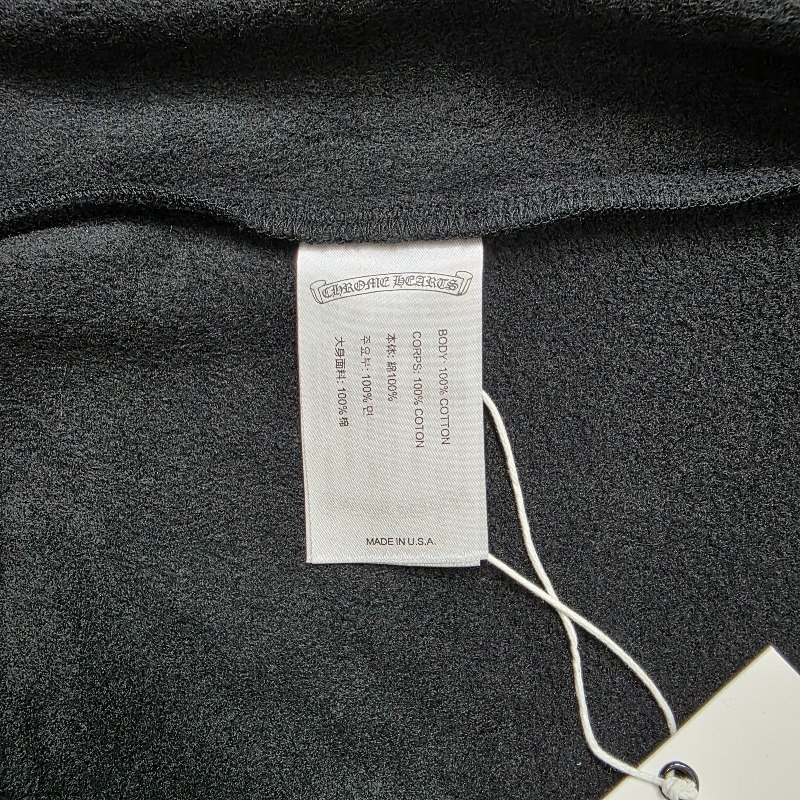 CHROME HEARTS
BODY: 100% COTTON
CORPS: 100% COTON
本体: 綿100%
주요부: 100% 면
大身面料: 100% 棉
MADE IN U.S.A.